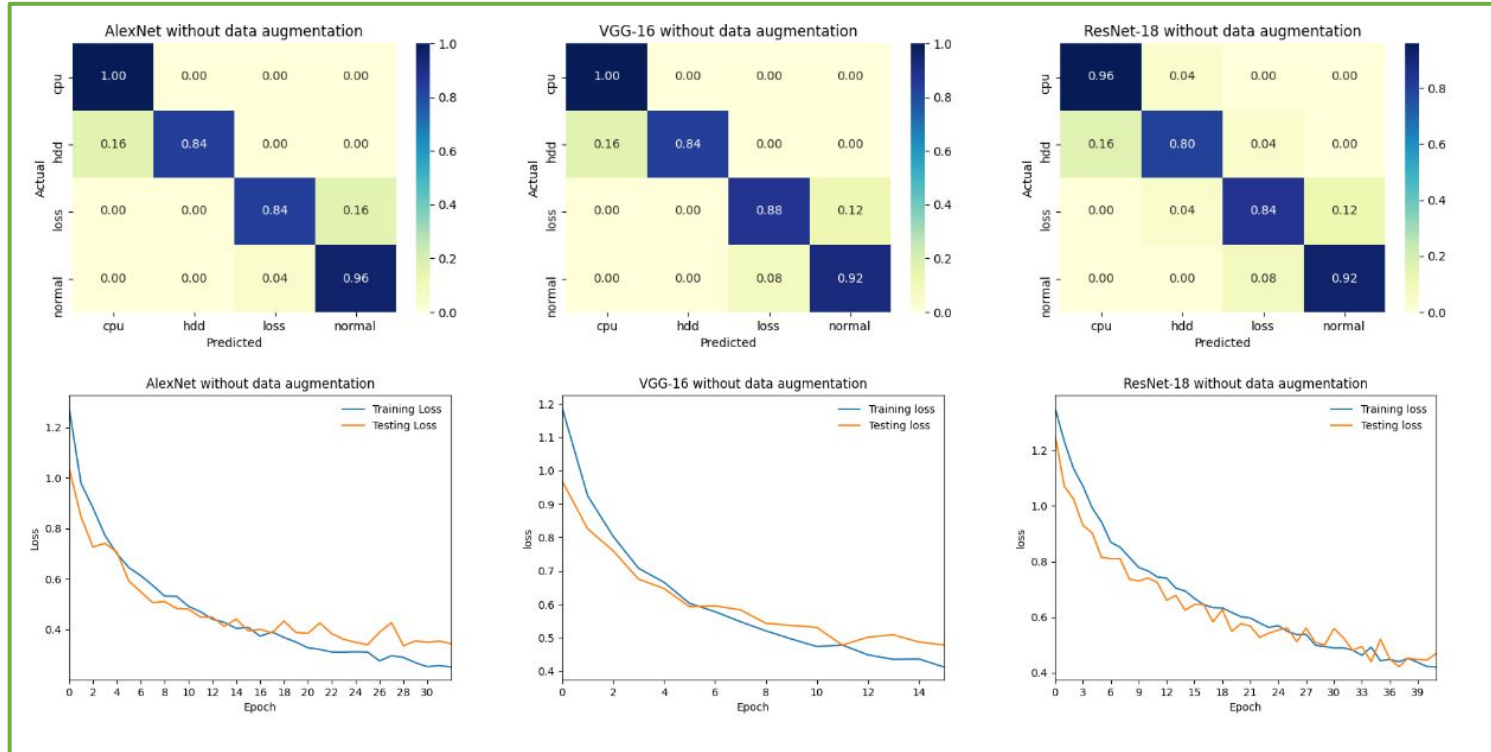 AlexNet without data augmentation
1.0
0.8
0.6
0.4
0.2
0.0
cpu
1.00 0.00 0.00 0.00
hdd
0.16 0.84 0.00 0.00
loss
0.00 0.00 0.84 0.16
normal
0.00 0.00 0.04 0.96
Actual
cpu hdd loss normal
Predicted
VGG-16 without data augmentation
1.0
0.8
0.6
0.4
0.2
0.0
cpu
1.00 0.00 0.00 0.00
hdd
0.16 0.84 0.00 0.00
loss
0.00 0.00 0.88 0.12
normal
0.00 0.00 0.08 0.92
Actual
cpu hdd loss normal
Predicted
ResNet-18 without data augmentation
0.8
0.6
0.4
0.2
0.0
cpu
0.96 0.04 0.00 0.00
hdd
0.16 0.80 0.04 0.00
loss
0.00 0.04 0.84 0.12
normal
0.00 0.00 0.08 0.92
Actual
cpu hdd loss normal
Predicted
AlexNet without data augmentation
Training Loss
Testing Loss
1.2
1.0
0.8
0.6
0.4
Loss
0 2 4 6 8 10 12 14 16 18 20 22 24 26 28 30
Epoch
VGG-16 without data augmentation
Training loss
Testing loss
1.2
1.1
1.0
0.9
0.8
0.7
0.6
0.5
0.4
loss
0 2 4 6 8 10 12 14
Epoch
ResNet-18 without data augmentation
Training loss
Testing loss
1.2
1.0
0.8
0.6
0.4
loss
0 3 6 9 12 15 18 21 24 27 30 33 36 39
Epoch